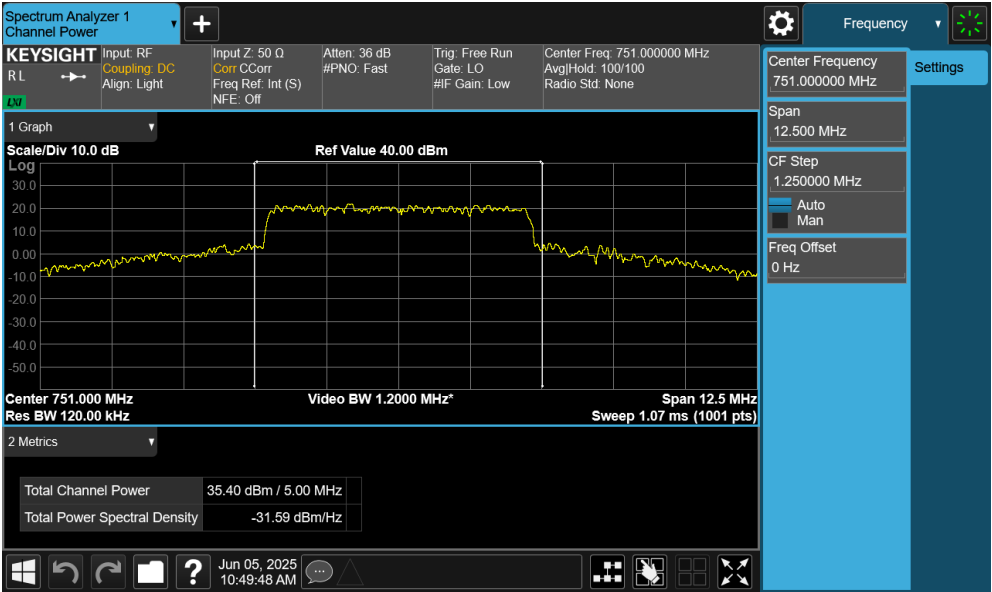 Spectrum Analyzer 1
Channel Power
+
Frequency
KEYSIGHT
R L
LXI
Input: RF
Coupling: DC
Align: Light
Input Z: 50 Ω
Corr CCorr
Freq Ref: Int (S)
NFE: Off
Atten: 36 dB
#PNO: Fast
Trig: Free Run
Gate: LO
#IF Gain: Low
Center Freq: 751.000000 MHz
Avg|Hold: 100/100
Radio Std: None
Center Frequency
751.000000 MHz
Settings
Span
12.500 MHz
CF Step
1.250000 MHz
Auto
Man
Freq Offset
0 Hz
1 Graph
Scale/Div 10.0 dB
Ref Value 40.00 dBm
Log
30.0
20.0
10.0
0.00
-10.0
-20.0
-30.0
-40.0
-50.0
Center 751.000 MHz
Video BW 1.2000 MHz*
Span 12.5 MHz
Res BW 120.00 kHz
Sweep 1.07 ms (1001 pts)
2 Metrics
Total Channel Power 35.40 dBm / 5.00 MHz
Total Power Spectral Density -31.59 dBm/Hz
?
Jun 05, 2025
10:49:48 AM